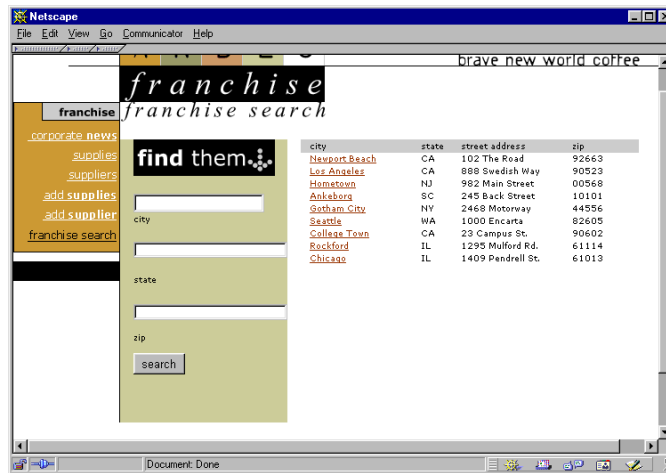 Netscape
File Edit View Go Communicator Help
brave new world coffee
franchise
franchise search
franchise
corporate news
supplies
suppliers
add supplies
add supplier
franchise search
find them
city
state
zip
search
city state street address zip
Newport Beach CA 102 The Road 92663
Los Angeles CA 888 Swedish Way 90523
Hometown NJ 982 Main Street 00568
Ankeborg SC 245 Back Street 10101
Gotham City NY 2468 Motorway 44556
Seattle WA 1000 Encarta 82605
College Town CA 23 Campus St. 90602
Rockford IL 1295 Mulford Rd. 61114
Chicago IL 1409 Pendrell St. 61013
Document: Done